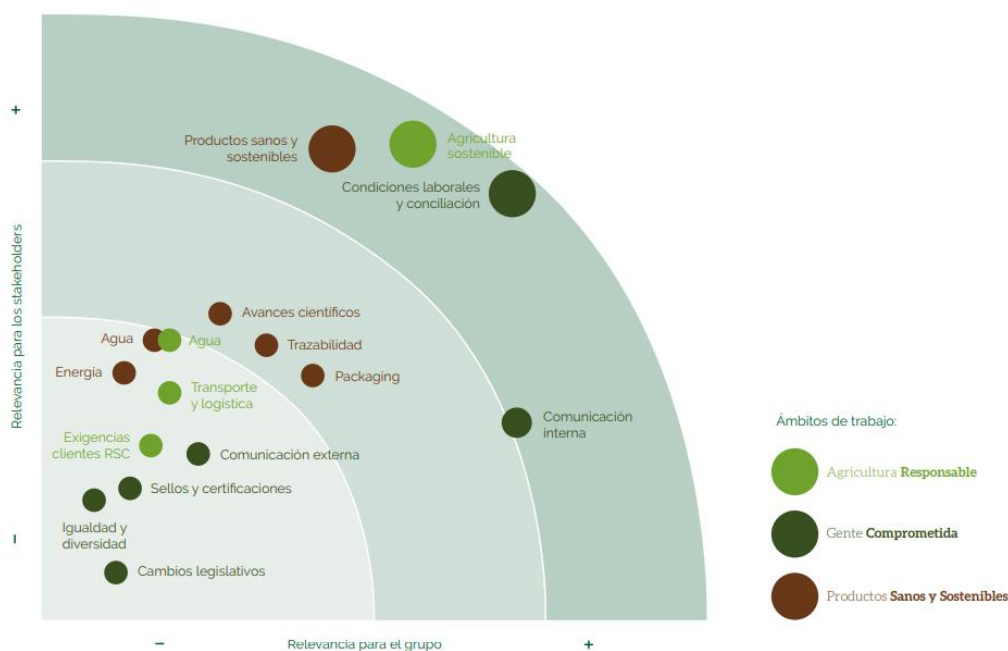 +
Relevancia para los stakeholders
–
Productos sanos y
sostenibles
Agricultura
sostenible
Condiciones laborales
y conciliación
Avances científicos
Agua
Agua
Trazabilidad
Energía
Packaging
Transporte
y logística
Comunicación
interna
Exigencias
clientes RSC
Comunicación externa
Sellos y certificaciones
Igualdad y
diversidad
Cambios legislativos
–
Relevancia para el grupo
+
Ámbitos de trabajo:
Agricultura Responsable
Gente Comprometida
Productos Sanos y Sostenibles